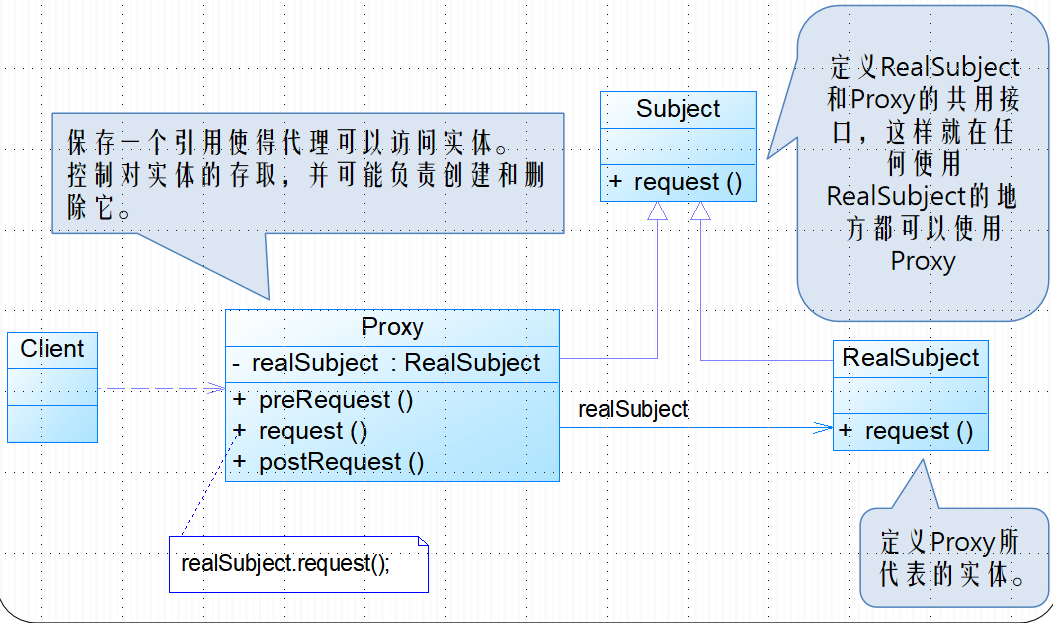 定义RealSubject
和Proxy的共用接
口，这样就在任
何使用
RealSubject的地
方都可以使用
Proxy
Subject
+ request ()
保存一个引用使得代理可以访问实体。
控制对实体的存取，并可能负责创建和删
除它。
Proxy
- realSubject : RealSubject
+ preRequest ()
+ request ()
+ postRequest ()
Client
RealSubject
+ request ()
realSubject
realSubject.request();
定义Proxy所
代表的实体。